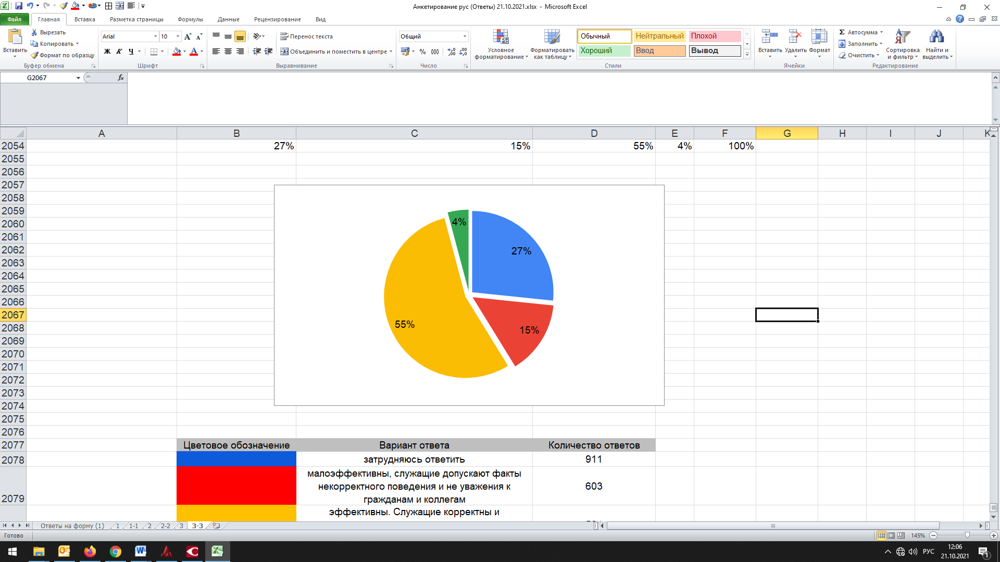 Анкетирование рус (Ответы) 21.10.2021.xlsx - Microsoft Excel
Файл Главная Вставка Разметка страницы Формулы Данные Рецензирование Вид
Вставить
Вырезать
Копировать
Формат по образцу
Буфер обмена
Arial 10
Ж К Ч
Шрифт
Перенос текста
Объединить и поместить в центре
Выравнивание
Общий
% 000
Число
Условное форматирование
Форматировать как таблицу
Обычный Нейтральный Плохой
Хороший Ввод Вывод
Стили
Вставить Удалить Формат
Ячейки
Автосумма
Заполнить
Очистить
Сортировка и фильтр
Найти и выделить
Редактирование
G2067 fx
A B C D E F G H I J K
2054 27% 15% 55% 4% 100%
2055
2056
2057
2058
2059
2060
2061
2062
2063
2064
2065
2066
2067
2068
2069
2070
2071
2072
2073
2074
2075
2076
4%
27%
55%
15%
2077 Цветовое обозначение Вариант ответа Количество ответов
2078 затрудняюсь ответить 911
малоэффективны, служащие допускают факты
некорректного поведения и не уважения к 603
2079 гражданам и коллегам
эффективны. Служащие корректны и
Ответы на форму (1) 1 1-1 2 2-2 3 3-3
Готово 145%
РУС 12:06
21.10.2021 1